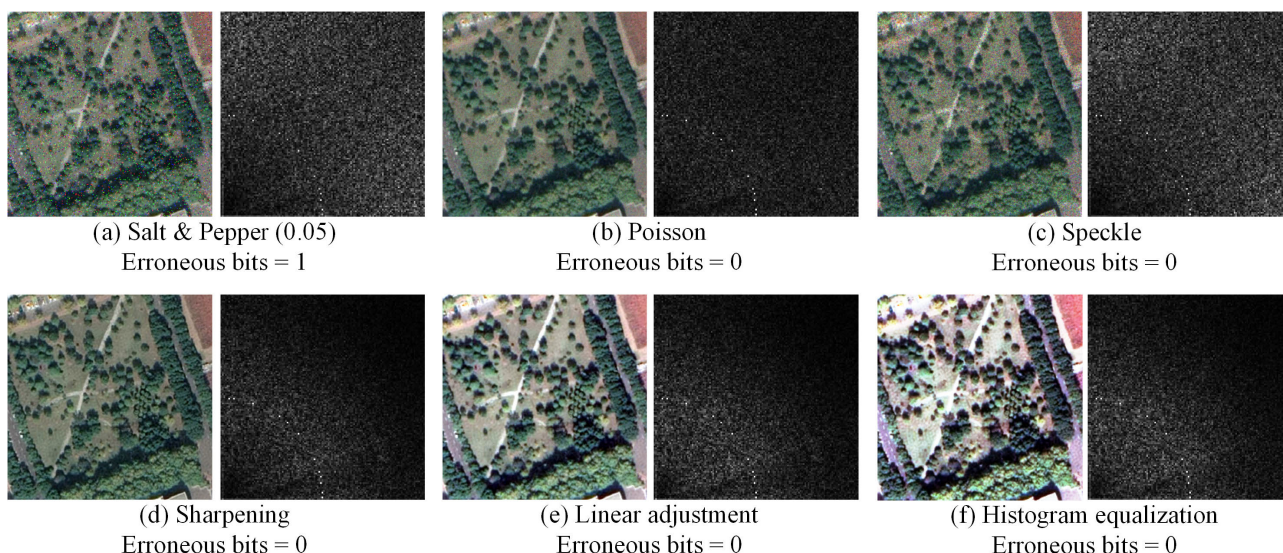 (a) Salt & Pepper (0.05)
Erroneous bits = 1
(b) Poisson
Erroneous bits = 0
(c) Speckle
Erroneous bits = 0
(d) Sharpening
Erroneous bits = 0
(e) Linear adjustment
Erroneous bits = 0
(f) Histogram equalization
Erroneous bits = 0